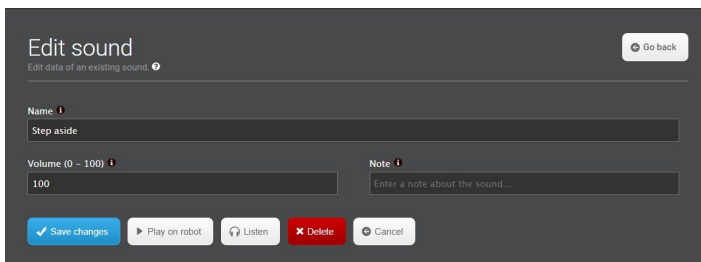 Edit sound
Go back
Edit data of an existing sound.
Name
Step aside
Volume (0 – 100)
Note
100
Enter a note about the sound...
Save changes
Play on robot
Listen
Delete
Cancel